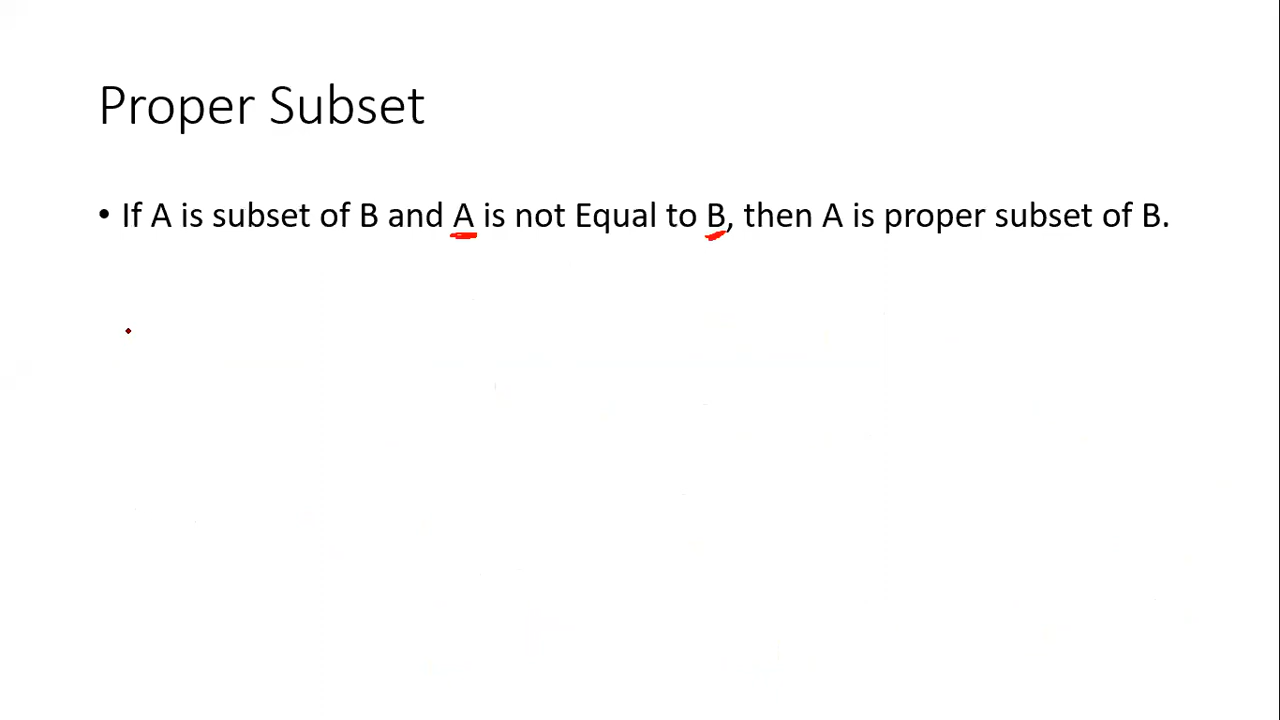 Proper Subset
• If A is subset of B and A is not Equal to B, then A is proper subset of B.